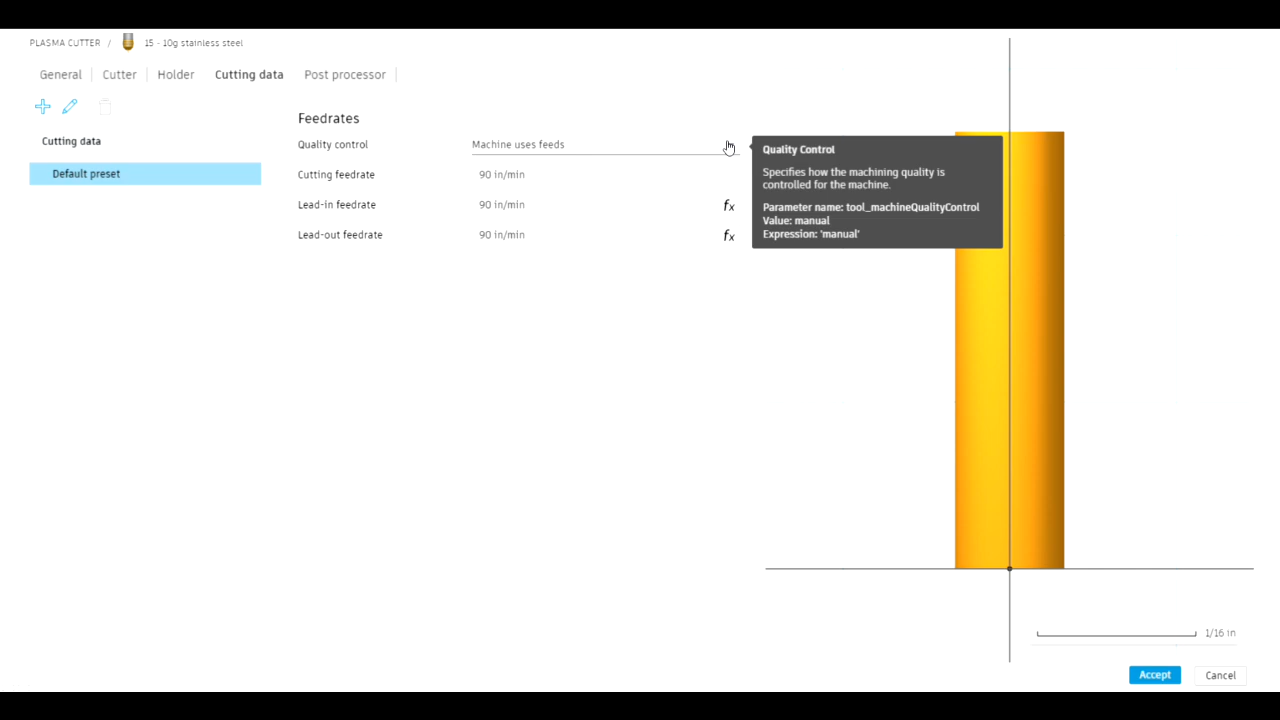 PLASMA CUTTER / 15 - 10g stainless steel
General Cutter Holder Cutting data Post processor
Cutting data
Default preset
Feedrates
Quality control Machine uses feeds
Cutting feedrate 90 in/min
Lead-in feedrate 90 in/min fx
Lead-out feedrate 90 in/min fx
Quality Control
Specifies how the machining quality is
controlled for the machine.
Parameter name: tool_machineQualityControl
Value: manual
Expression: 'manual'
1/16 in
Accept Cancel